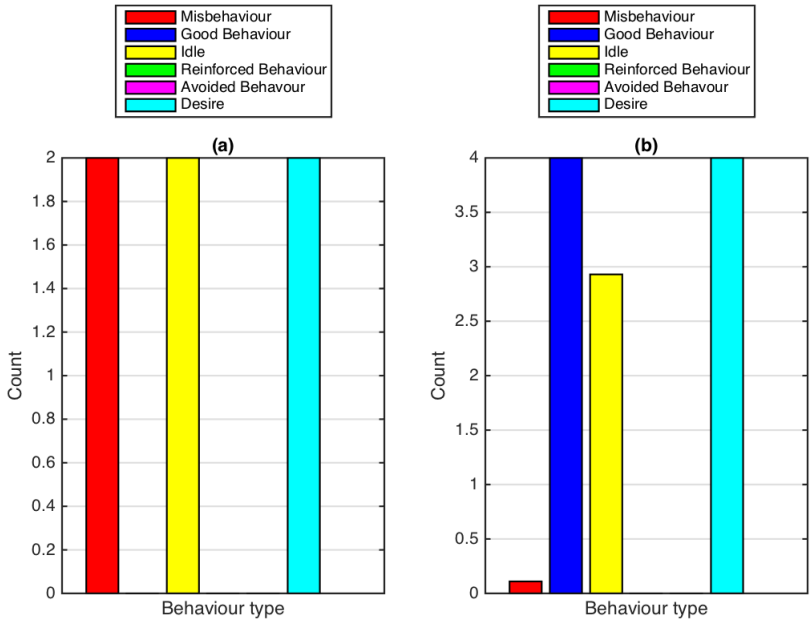 Misbehaviour
Good Behaviour
Idle
Reinforced Behaviour
Avoided Behavour
Desire
(a)
2
1.8
1.6
1.4
1.2
1
0.8
0.6
0.4
0.2
0
Count
Behaviour type
Misbehaviour
Good Behaviour
Idle
Reinforced Behaviour
Avoided Behavour
Desire
(b)
4
3.5
3
2.5
2
1.5
1
0.5
0
Count
Behaviour type